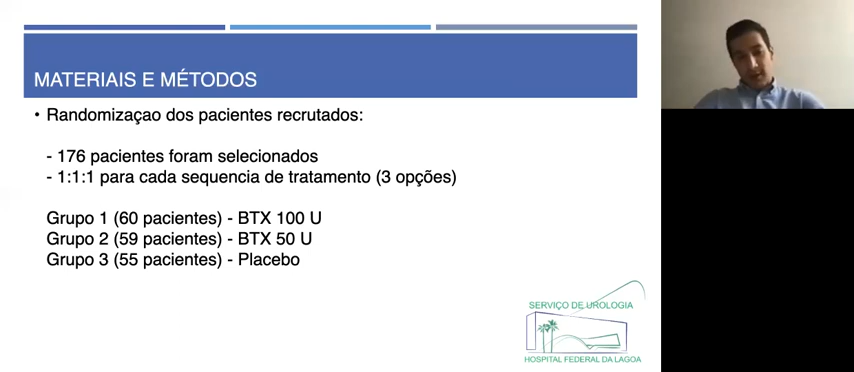 MATERIAIS E MÉTODOS
• Randomizaçao dos pacientes recrutados:
- 176 pacientes foram selecionados
- 1:1:1 para cada sequencia de tratamento (3 opções)
Grupo 1 (60 pacientes) - BTX 100 U
Grupo 2 (59 pacientes) - BTX 50 U
Grupo 3 (55 pacientes) - Placebo
SERVIÇO DE UROLOGIA
HOSPITAL FEDERAL DA LAGOA